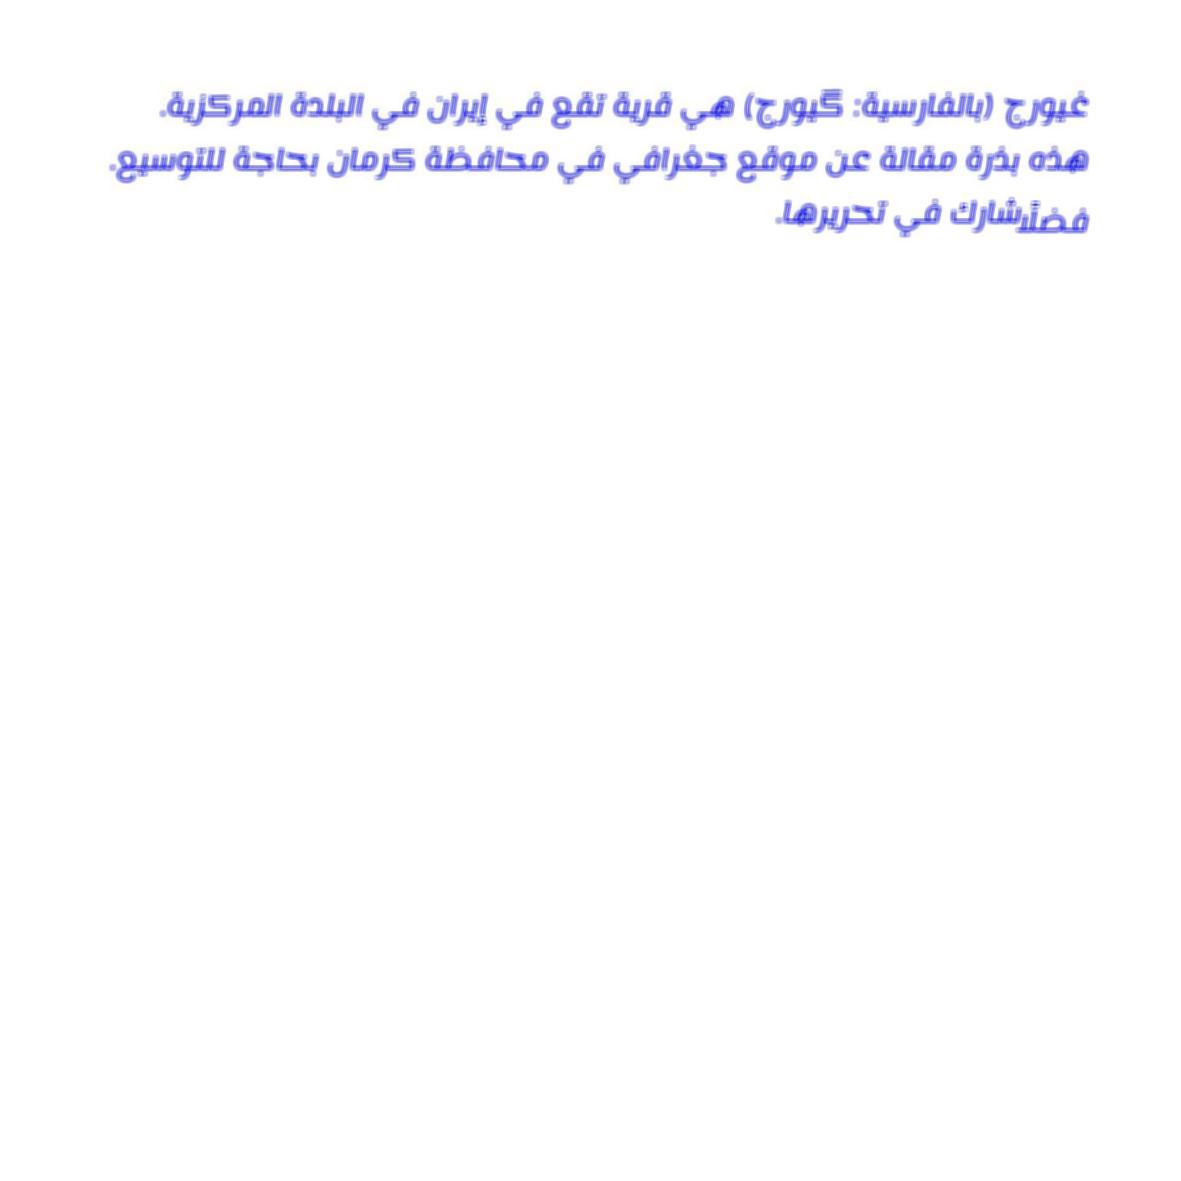 غيورج (بالفارسية: گيورج) هي قرية تقع في إيران في البلدة المركزية.
هذه بذرة مقالة عن موقع جغرافي في محافظة كرمان بحاجة للتوسيع.
فضلًا شارك في تحريرها.